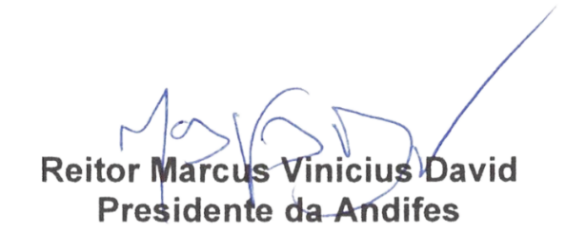 Reitor Marcus Vinicius David
Presidente da Andifes